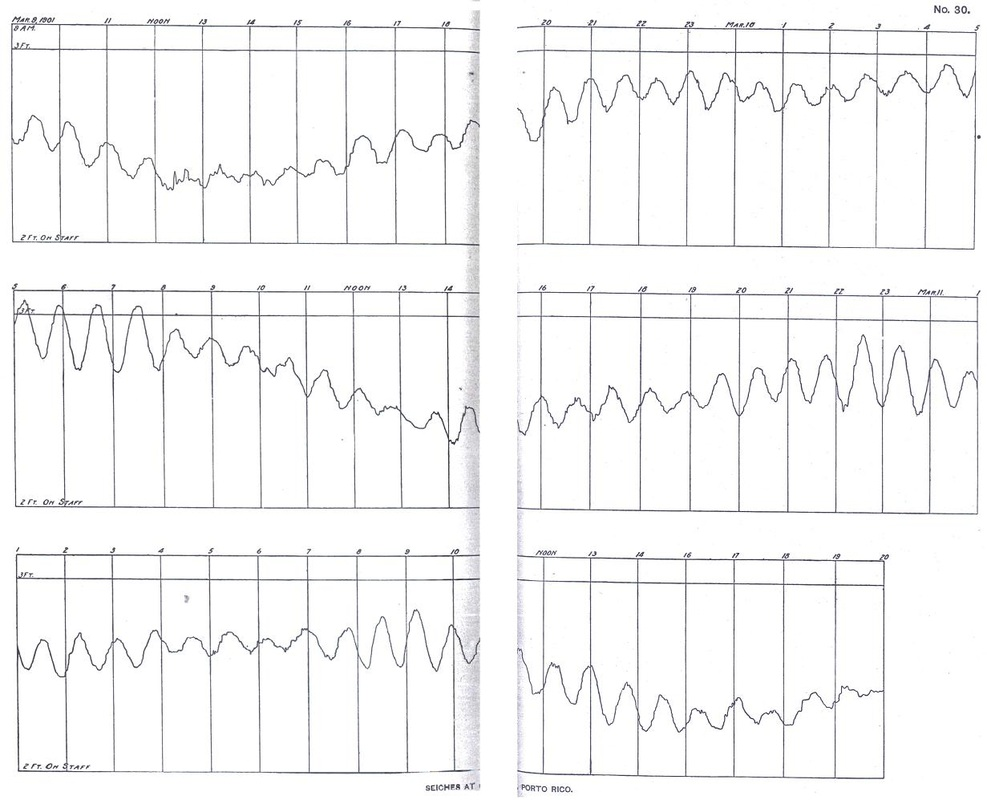 No. 30.
MAR. 9, 1901 11 NOON 13 14 15 16 17 18 20 21 22 23 MAR.10 1 2 3 4 5
9 AM.
3 FT.
2 FT. ON STAFF
5 6 7 8 9 10 11 NOON 13 14 16 17 18 19 20 21 22 23 MAR.11. 1
3 FT
2 FT. ON STAFF
1 2 3 4 5 6 7 8 9 10 NOON 13 14 16 17 18 19 20
3 FT.
2 FT. ON STAFF
SEICHES AT PORTO RICO.